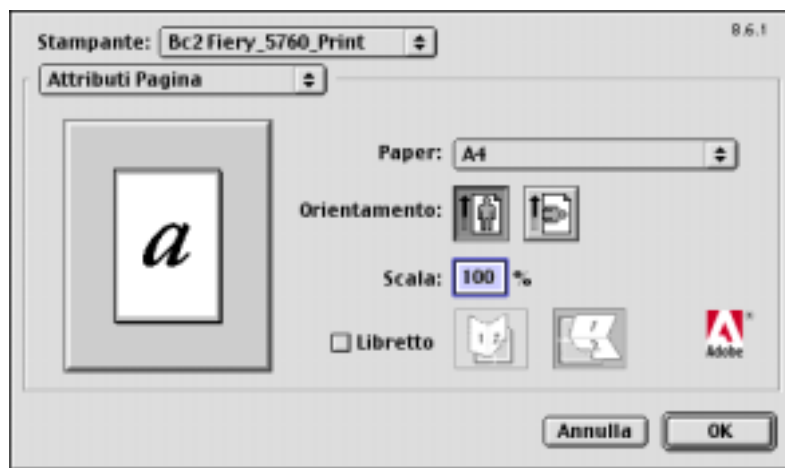 8.6.1
Stampante: Bc2 Fiery_5760_Print
Attributi Pagina
Paper: A4
a
Orientamento:
Scala: 100 %
Libretto
Adobe
Annulla OK